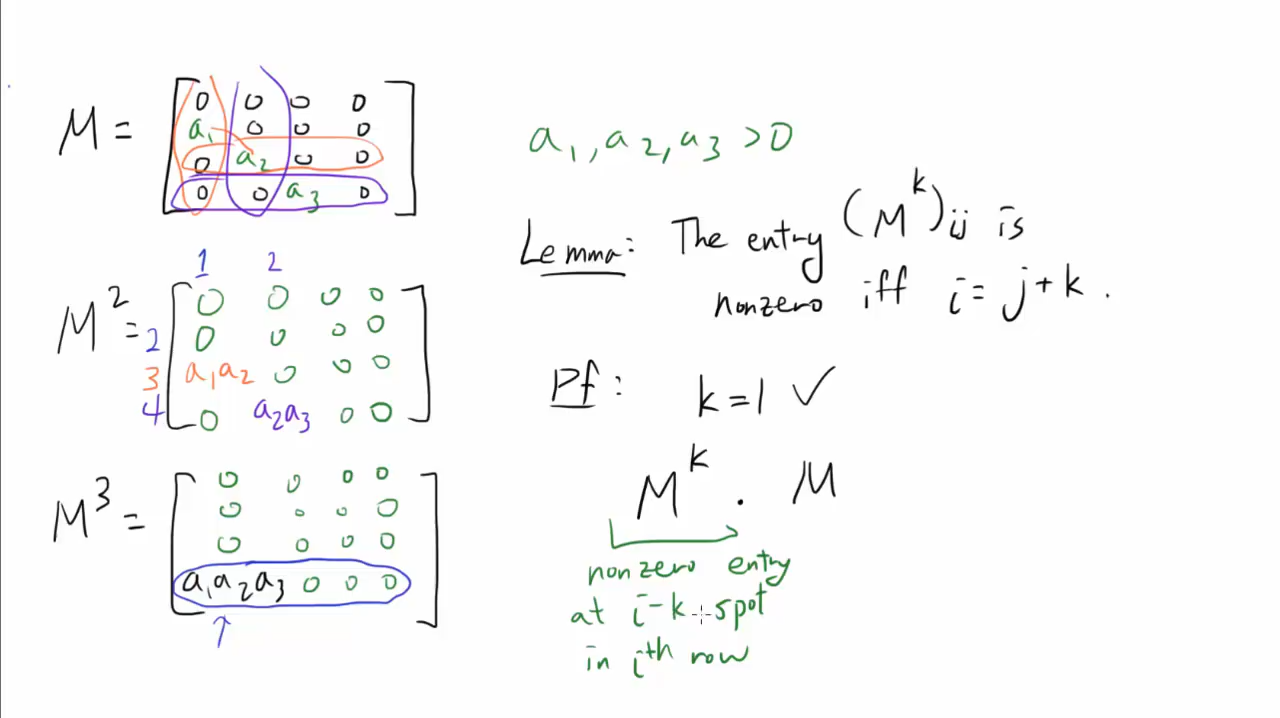 M =
0 0 0 0
a₁ 0 0 0
0 a₂ 0 0
0 0 a₃ 0
1 2
M² =
0 0 0 0
2 0 0 0 0
3 a₁a₂ 0 0 0
4 0 a₂a₃ 0 0
M³ =
0 0 0 0
0 0 0 0
0 0 0 0
a₁a₂a₃ 0 0 0
↑
a₁, a₂, a₃ > 0
Lemma: The entry (Mᵏ)ij is
nonzero iff i = j + k .
Pf : k = 1 ✓
Mᵏ · M
nonzero entry
at i-k spot
in iᵗʰ row